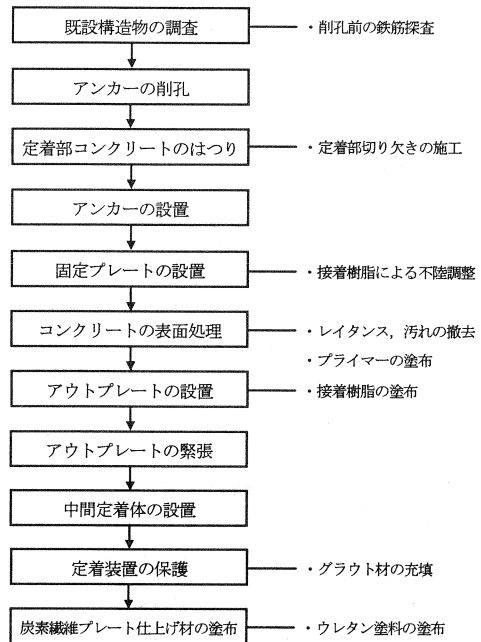 既設構造物の調査
・削孔前の鉄筋探査
アンカーの削孔
定着部コンクリートのはつり
・定着部切り欠きの施工
アンカーの設置
固定プレートの設置
・接着樹脂による不陸調整
コンクリートの表面処理
・レイタンス，汚れの撤去
・プライマーの塗布
アウトプレートの設置
・接着樹脂の塗布
アウトプレートの緊張
中間定着体の設置
定着装置の保護
・グラウト材の充填
炭素繊維プレート仕上げ材の塗布
・ウレタン塗料の塗布